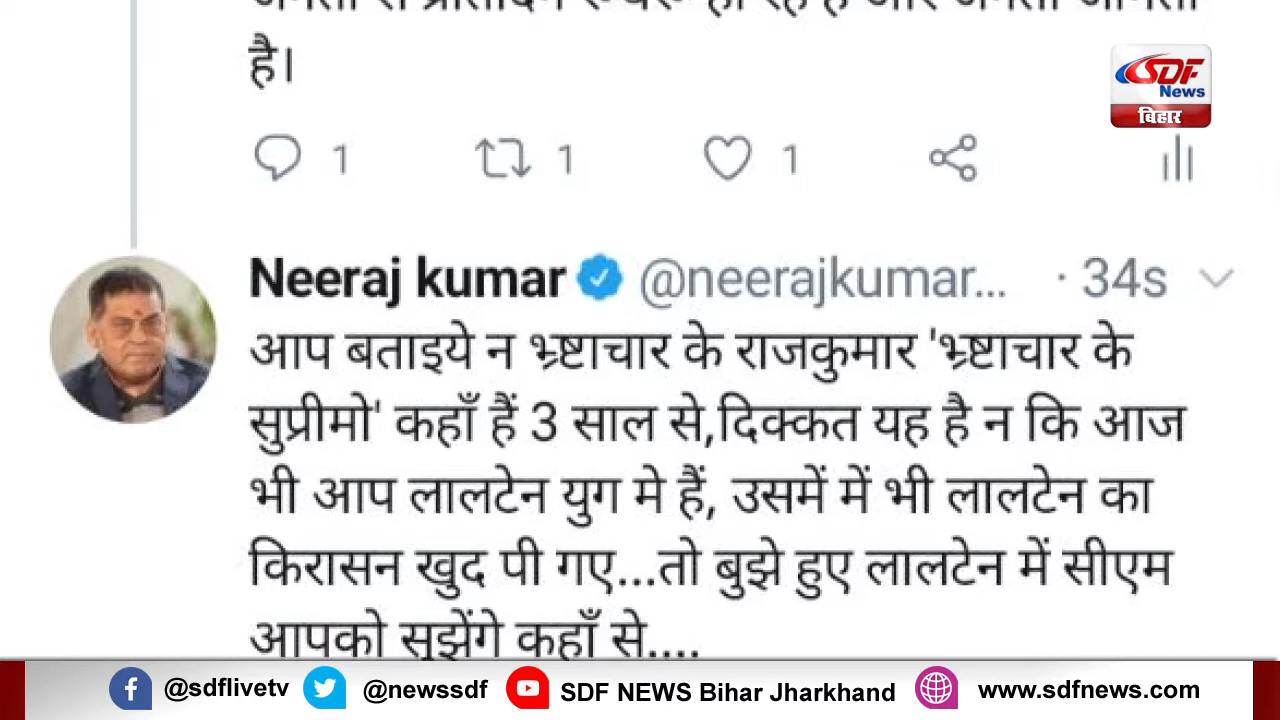 है।
SDF
News
बिहार
1 1 1
Neeraj kumar @neerajkumar... · 34s
आप बताइये न भ्रष्टाचार के राजकुमार 'भ्रष्टाचार के
सुप्रीमो' कहाँ हैं 3 साल से,दिक्कत यह है न कि आज
भी आप लालटेन युग मे हैं, उसमें में भी लालटेन का
किरासन खुद पी गए...तो बुझे हुए लालटेन में सीएम
आपको सूझेंगे कहाँ से....
@sdflivetv @newssdf SDF NEWS Bihar Jharkhand www.sdfnews.com